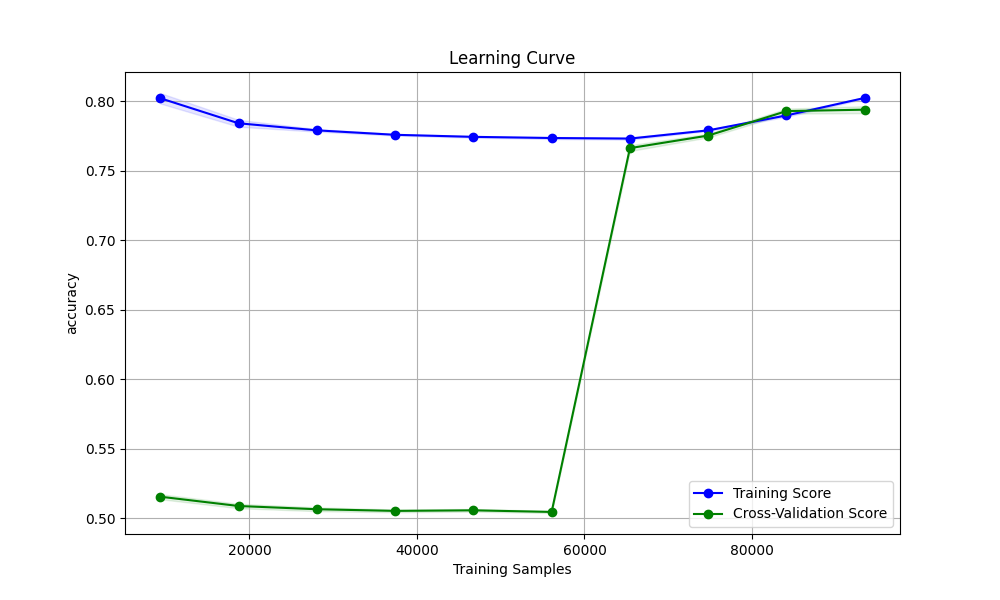 Learning Curve
0.80
0.75
0.70
0.65
0.60
0.55
0.50
accuracy
20000
40000
60000
80000
Training Samples
Training Score
Cross-Validation Score